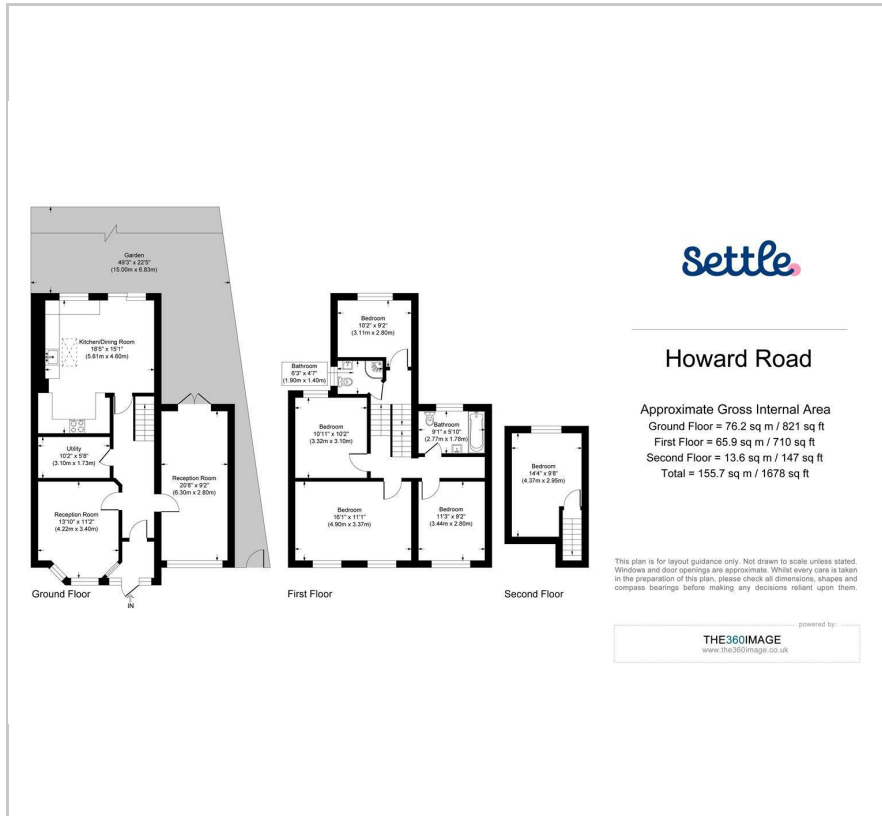 Garden
49'3" x 22'5"
(15.00m x 6.83m)
Kitchen/Dining Room
18'5" x 15'1"
(5.61m x 4.60m)
Utility
10'2" x 5'8"
(3.10m x 1.73m)
Reception Room
13'10" x 11'2"
(4.22m x 3.40m)
Reception Room
20'8" x 9'2"
(6.30m x 2.80m)
IN
Ground Floor
Bedroom
10'2" x 9'2"
(3.11m x 2.80m)
Bathroom
6'3" x 4'7"
(1.90m x 1.40m)
Bedroom
10'11" x 10'2"
(3.32m x 3.10m)
Bathroom
9'1" x 5'10"
(2.77m x 1.78m)
Bedroom
16'1" x 11'1"
(4.90m x 3.37m)
Bedroom
11'3" x 9'2"
(3.44m x 2.80m)
First Floor
Bedroom
14'4" x 9'8"
(4.37m x 2.95m)
Second Floor
Settle
Howard Road
Approximate Gross Internal Area
Ground Floor = 76.2 sq m / 821 sq ft
First Floor = 65.9 sq m / 710 sq ft
Second Floor = 13.6 sq m / 147 sq ft
Total = 155.7 sq m / 1678 sq ft
This plan is for layout guidance only. Not drawn to scale unless stated.
Windows and door openings are approximate. Whilst every care is taken
in the preparation of this plan, please check all dimensions, shapes and
compass bearings before making any decisions reliant upon them.
powered by:
THE360IMAGE
www.the360image.co.uk